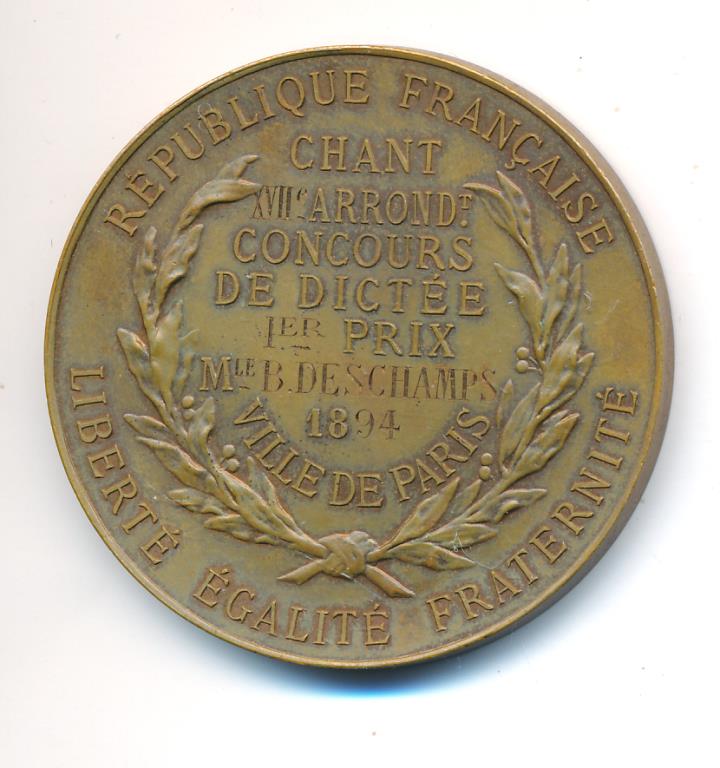 RÉPUBLIQUE FRANÇAISE
CHANT
XVIIe ARRONDT
CONCOURS
DE DICTÉE
1ER PRIX
MLE B. DESCHAMPS
1894
VILLE DE PARIS
LIBERTÉ ÉGALITÉ FRATERNITÉ